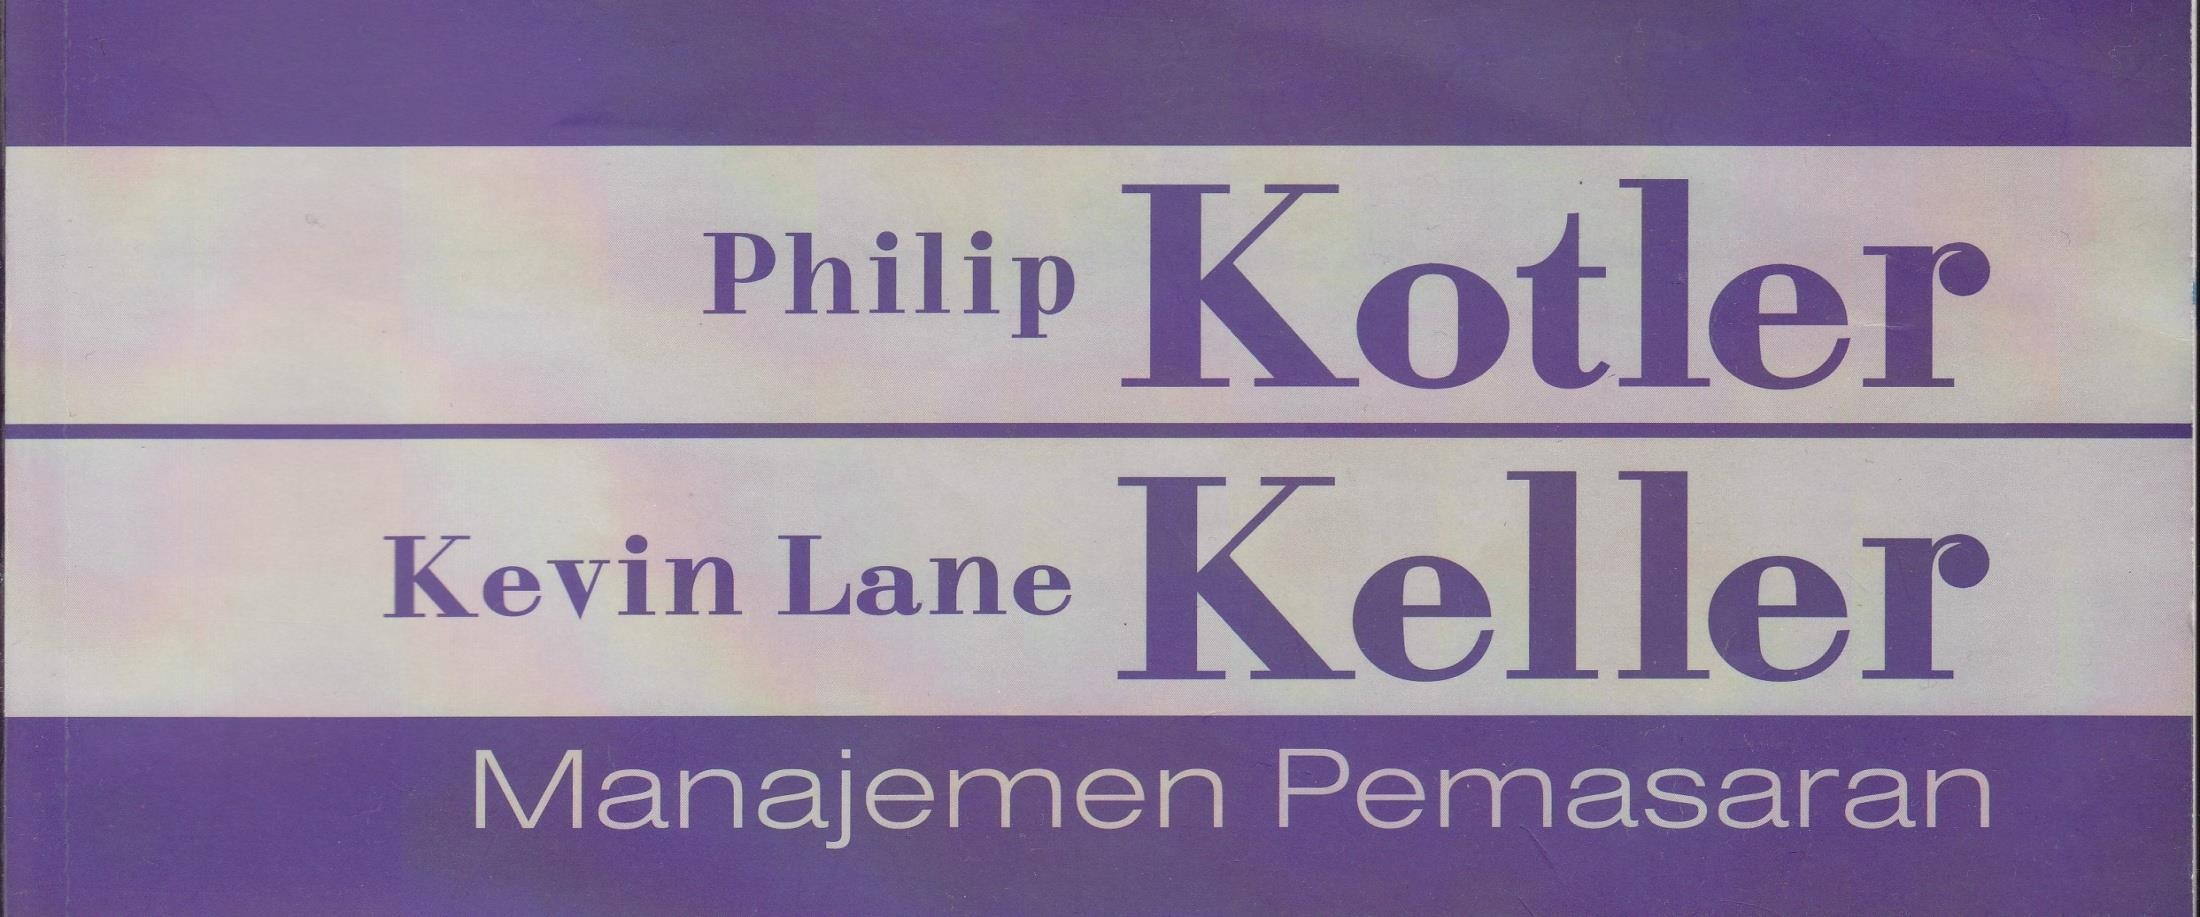 Philip Kotler
Kevin Lane Keller
Manajemen Pemasaran